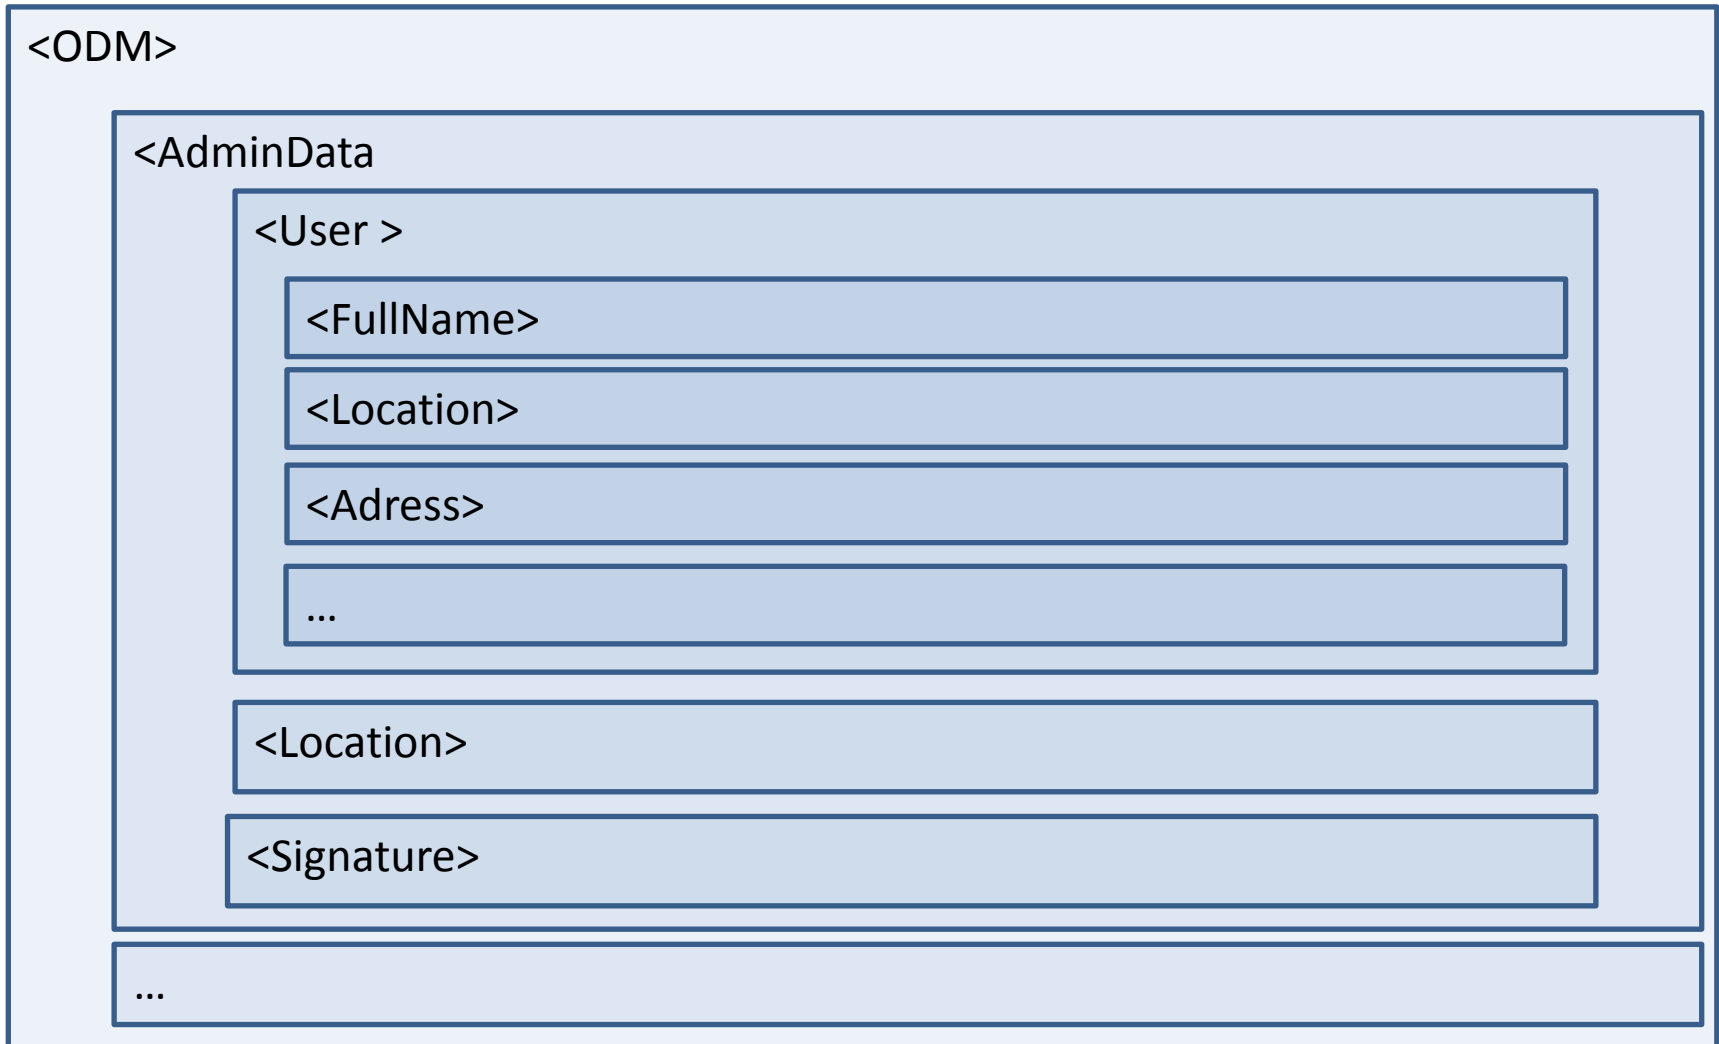 <ODM>
<AdminData
<User >
<FullName>
<Location>
<Adress>
...
<Location>
<Signature>
...